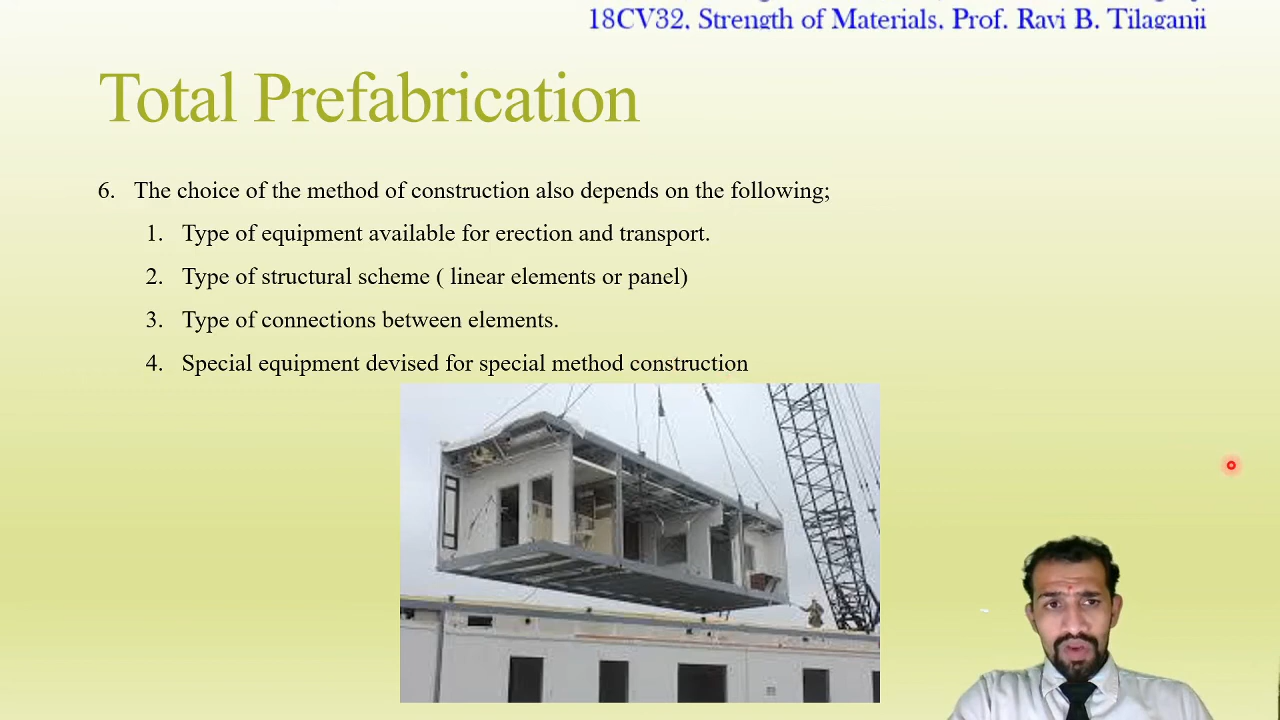 18CV32, Strength of Materials, Prof. Ravi B. Tilaganji
Total Prefabrication
6. The choice of the method of construction also depends on the following;
1. Type of equipment available for erection and transport.
2. Type of structural scheme ( linear elements or panel)
3. Type of connections between elements.
4. Special equipment devised for special method construction